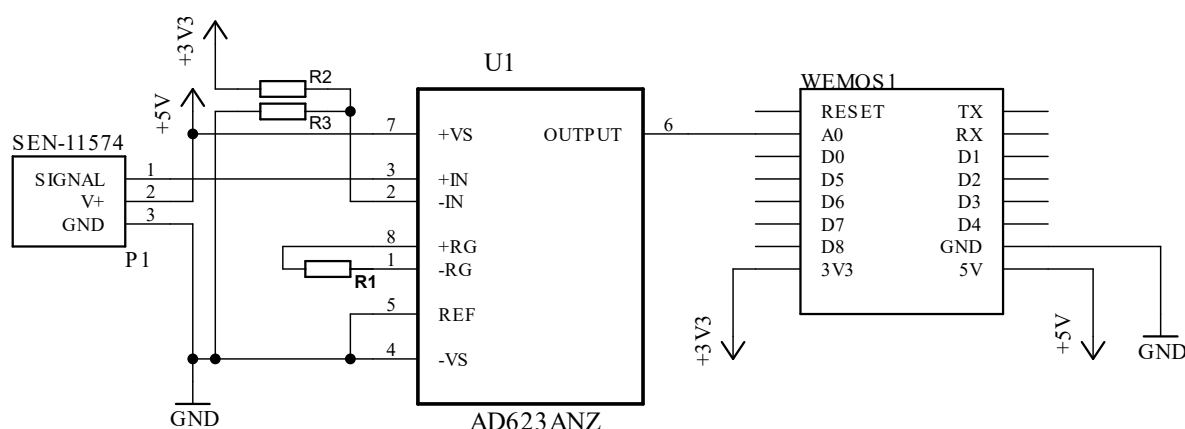 +3V3
+5V
R2
R3
SEN-11574
SIGNAL 1
V+ 2
GND 3
P1
GND
U1
7 +VS
3 +IN
2 -IN
8 +RG
1 -RG
5 REF
4 -VS
OUTPUT 6
R1
AD623ANZ
WEMOS1
RESET TX
A0 RX
D0 D1
D5 D2
D6 D3
D7 D4
D8 GND
3V3 5V
+3V3
+5V
GND